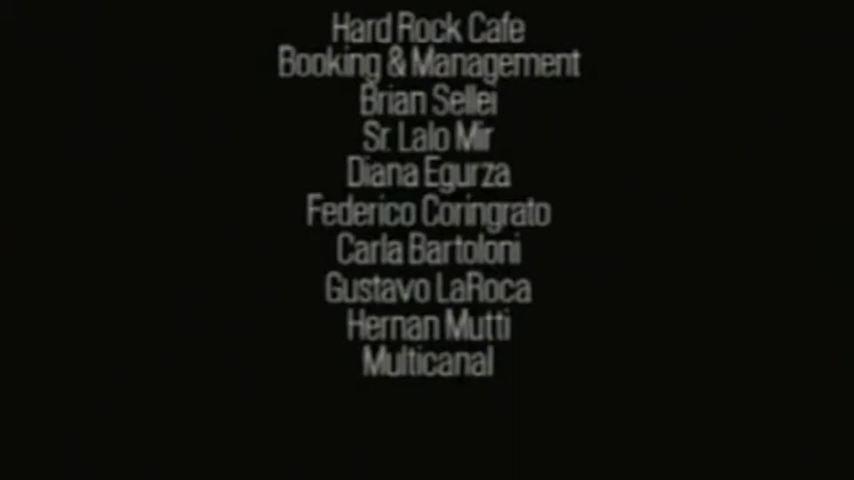 Hard Rock Cafe
Booking & Management
Brian Sellei
Sr. Lalo Mir
Diana Egurza
Federico Coringrato
Carla Bartoloni
Gustavo LaRoca
Hernan Mutti
Multicanal